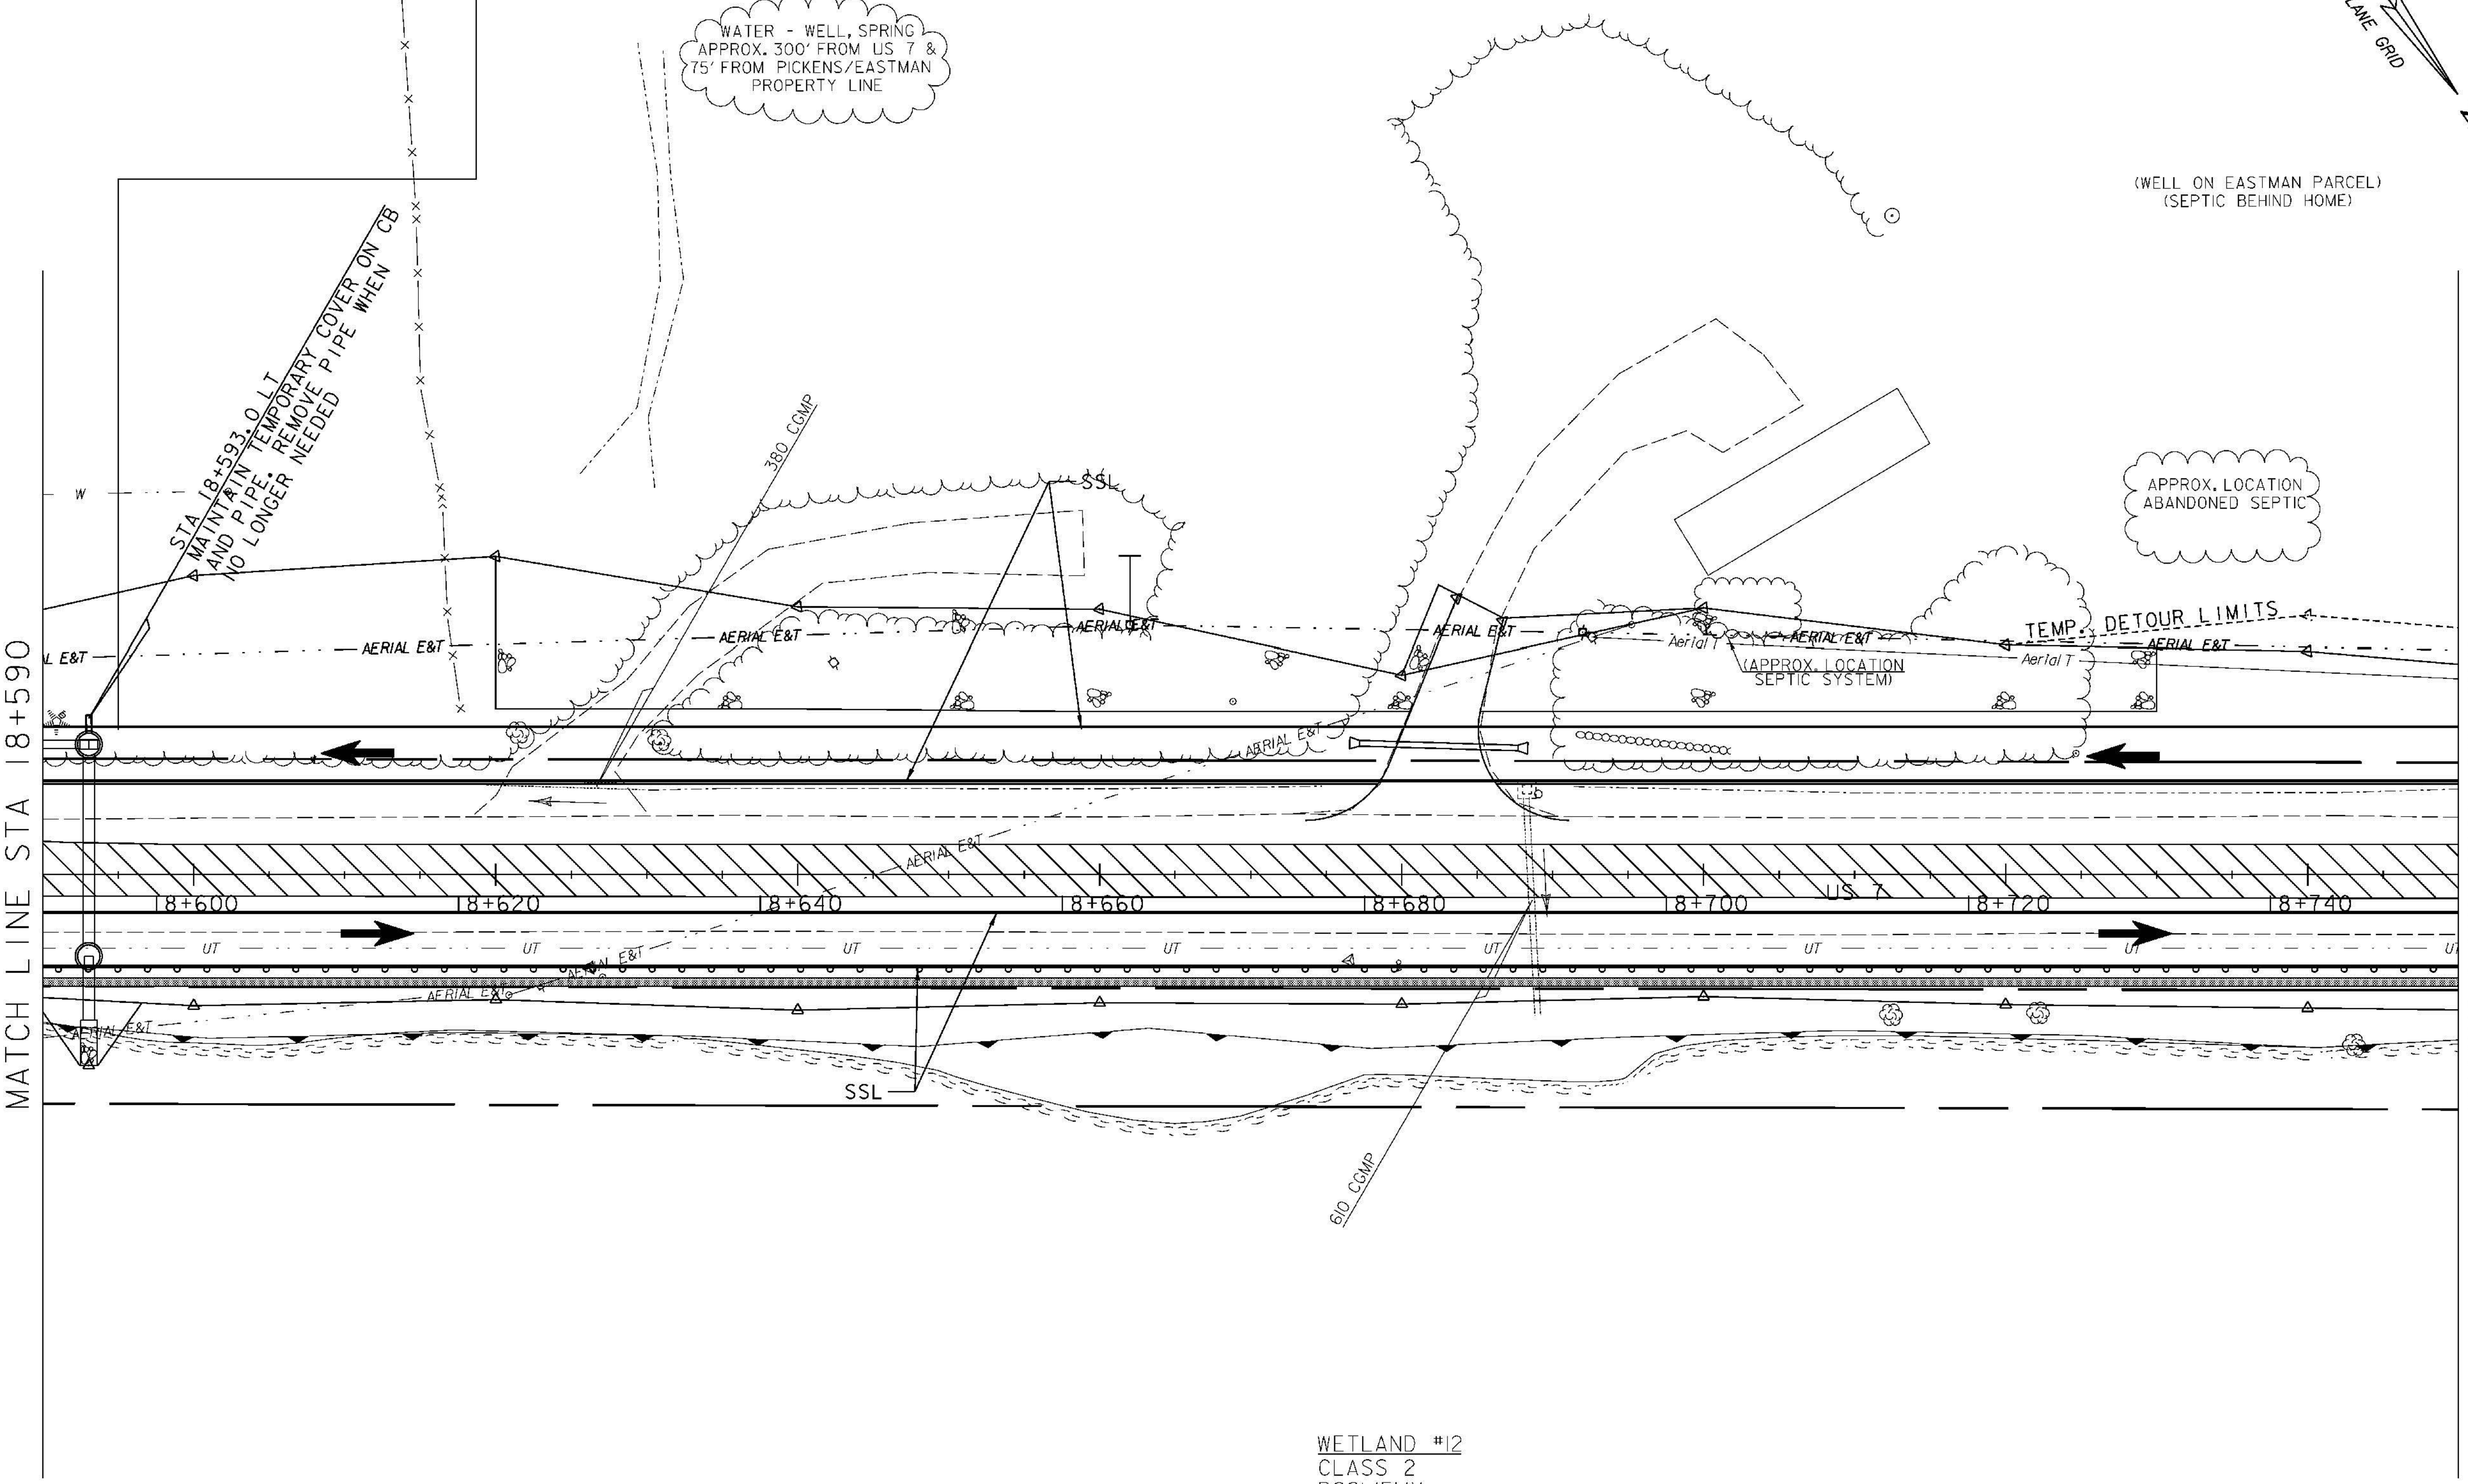 WATER - WELL, SPRING
APPROX. 300' FROM US 7 &
75' FROM PICKENS/EASTMAN
PROPERTY LINE
LANE GRID
(WELL ON EASTMAN PARCEL)
(SEPTIC BEHIND HOME)
STA 18+593.0 LT
MAINTAIN TEMPORARY COVER ON CB
AND PIPE. REMOVE PIPE WHEN
NO LONGER NEEDED
380 CGMP
SSL
W
APPROX. LOCATION
ABANDONED SEPTIC
TEMP. DETOUR LIMITS
L E&T
AERIAL E&T
AERIAL E&T
AERIAL E&T
AERIAL E&T
AERIAL E&T
AERIAL E&T
Aerial T
Aerial T
(APPROX. LOCATION
SEPTIC SYSTEM)
AERIAL E&T
AERIAL E&T
MATCH LINE STA 18+590
18+600
18+620
18+640
18+660
18+680
18+700
US 7
18+720
18+740
UT
UT
UT
UT
UT
UT
UT
UT
AERIAL E&T
AERIAL E&T
AERIAL E&T
SSL
610 CGMP
WETLAND #12
CLASS 2